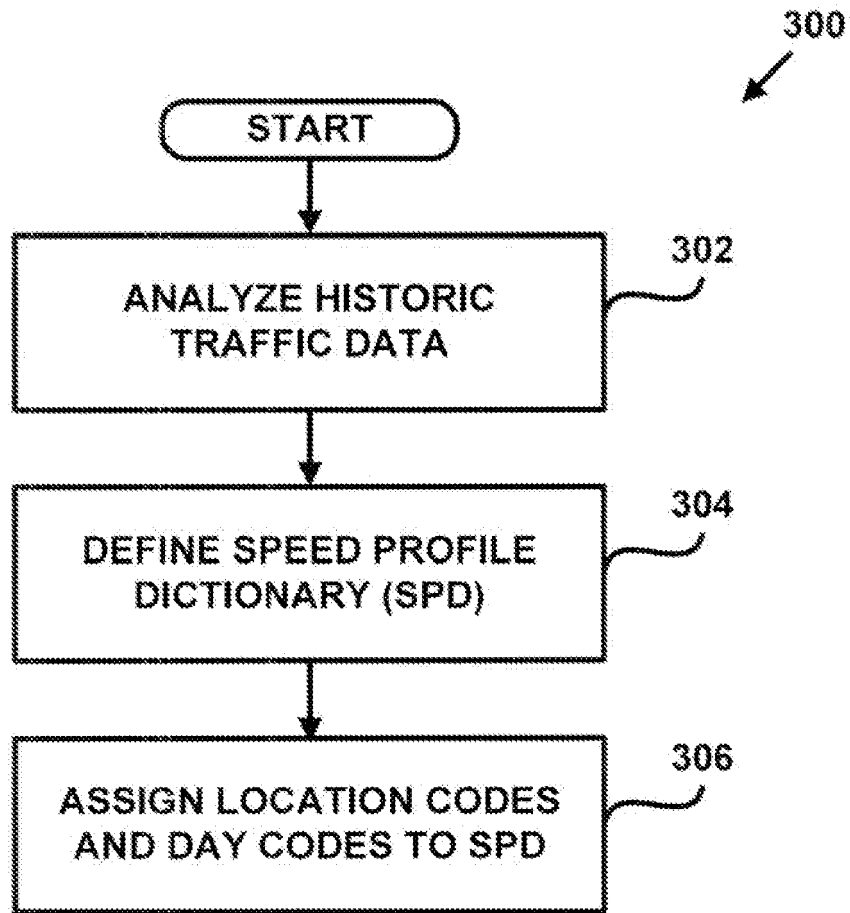 300
START
302
ANALYZE HISTORIC
TRAFFIC DATA
304
DEFINE SPEED PROFILE
DICTIONARY (SPD)
306
ASSIGN LOCATION CODES
AND DAY CODES TO SPD